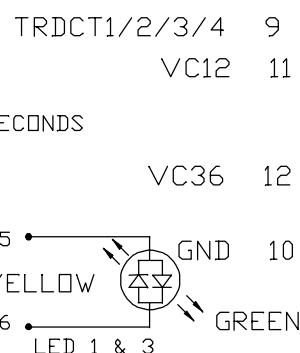 TRDCT1/2/3/4 9
VC12 11
ECONDS
VC36 12
5
GND 10
YELLOW
6
GREEN
LED 1 & 3